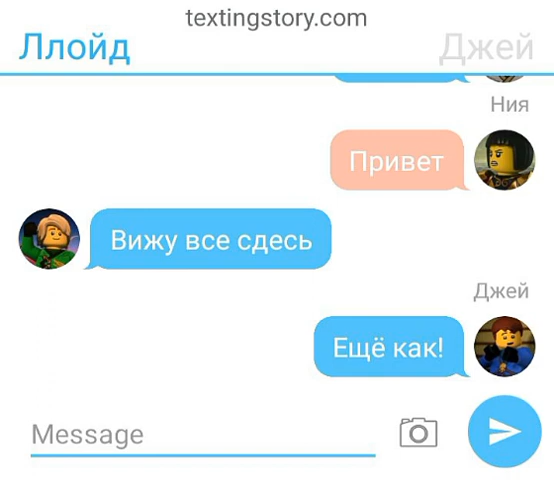 textingstory.com
Ллойд
Джей
Ния
Привет
Вижу все сдесь
Джей
Ещё как!
Message